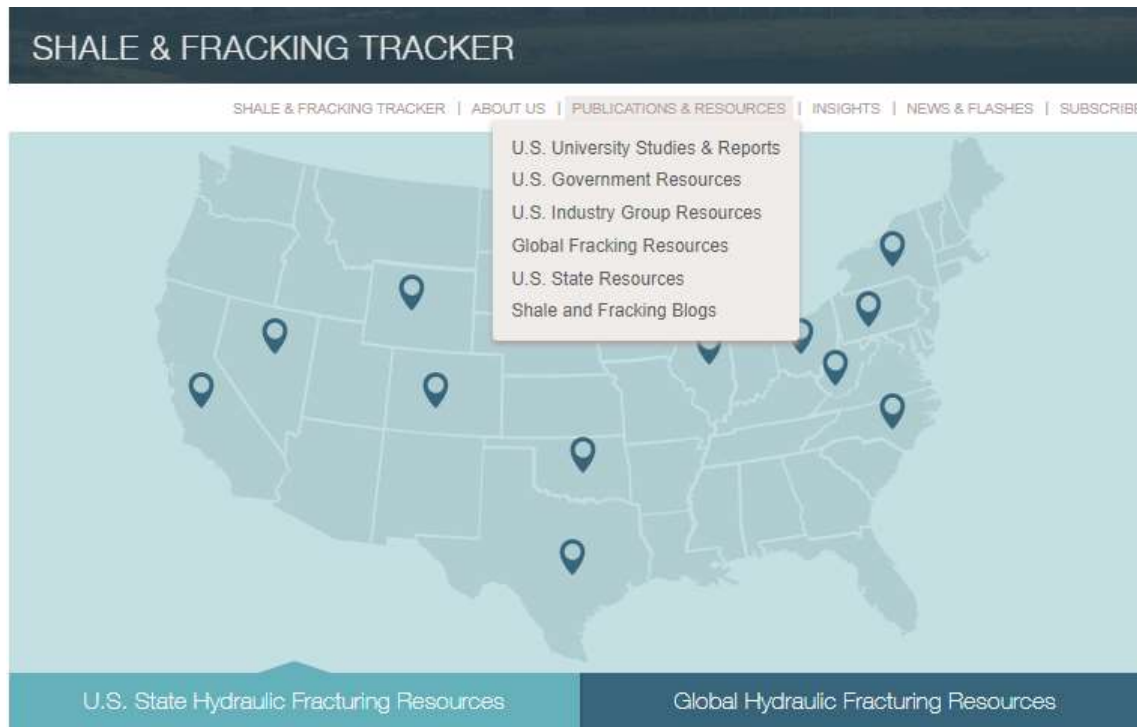 SHALE & FRACKING TRACKER
SHALE & FRACKING TRACKER | ABOUT US | PUBLICATIONS & RESOURCES | INSIGHTS | NEWS & FLASHES | SUBSCRIBE
U.S. University Studies & Reports
U.S. Government Resources
U.S. Industry Group Resources
Global Fracking Resources
U.S. State Resources
Shale and Fracking Blogs
U.S. State Hydraulic Fracturing Resources
Global Hydraulic Fracturing Resources